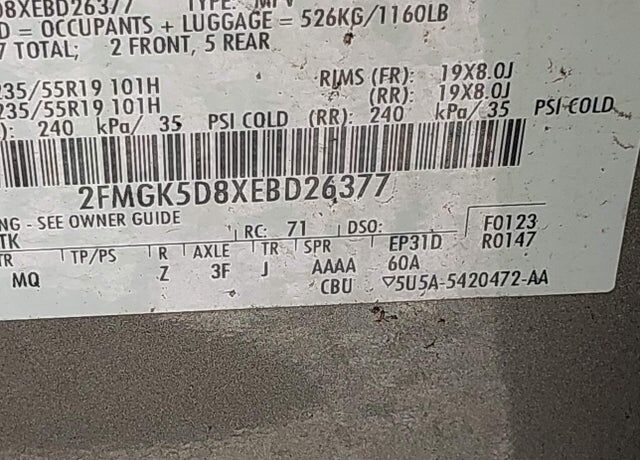 D8XEBD26377 TYPE: MPV
D = OCCUPANTS + LUGGAGE = 526KG/1160LB
7 TOTAL; 2 FRONT, 5 REAR
235/55R19 101H RIMS (FR): 19X8.0J
235/55R19 101H (RR): 19X8.0J
): 240 kPa/ 35 PSI COLD (RR): 240 kPa/ 35 PSI COLD
2FMGK5D8XEBD26377
NG - SEE OWNER GUIDE
TK RC: 71 DSO: F0123
TR TP/PS R AXLE TR SPR EP31D R0147
MQ Z 3F J AAAA 60A
CBU 5U5A-5420472-AA